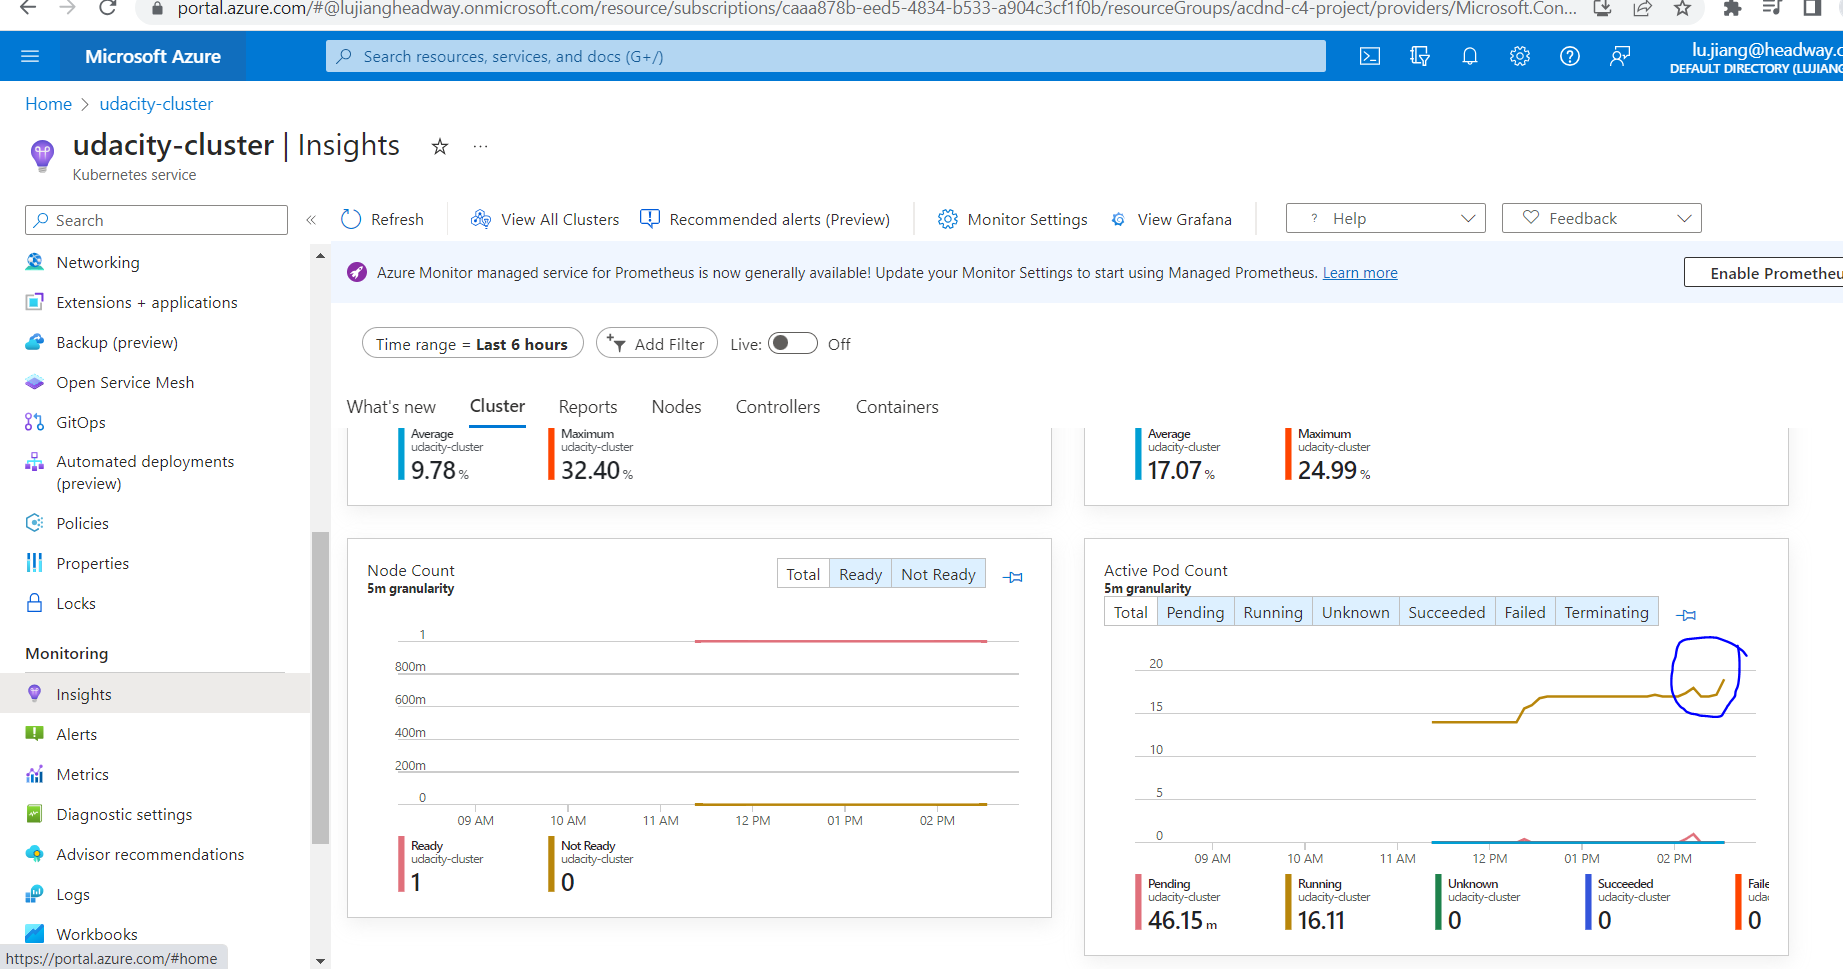 portal.azure.com/#@lujiangheadway.onmicrosoft.com/resource/subscriptions/caaa878b-eed5-4834-b533-a904c3cf1f0b/resourceGroups/acdnd-c4-project/providers/Microsoft.Con...
Microsoft Azure
Search resources, services, and docs (G+/)
lu.jiang@headway.c
DEFAULT DIRECTORY (LUJIANG
Home > udacity-cluster
udacity-cluster | Insights
Kubernetes service
Search
Refresh
View All Clusters
Recommended alerts (Preview)
Monitor Settings
View Grafana
? Help
Feedback
Networking
Extensions + applications
Backup (preview)
Open Service Mesh
GitOps
Automated deployments
(preview)
Policies
Properties
Locks
Monitoring
Insights
Alerts
Metrics
Diagnostic settings
Advisor recommendations
Logs
Workbooks
https://portal.azure.com/#home
Azure Monitor managed service for Prometheus is now generally available! Update your Monitor Settings to start using Managed Prometheus. Learn more
Enable Prometheu
Time range = Last 6 hours
Add Filter
Live: Off
What's new
Cluster
Reports
Nodes
Controllers
Containers
Average
udacity-cluster
9.78 %
Maximum
udacity-cluster
32.40 %
Average
udacity-cluster
17.07 %
Maximum
udacity-cluster
24.99 %
Node Count
5m granularity
Total Ready Not Ready
1
800m
600m
400m
200m
0
09 AM 10 AM 11 AM 12 PM 01 PM 02 PM
Ready
udacity-cluster
1
Not Ready
udacity-cluster
0
Active Pod Count
5m granularity
Total Pending Running Unknown Succeeded Failed Terminating
20
15
10
5
0
09 AM 10 AM 11 AM 12 PM 01 PM 02 PM
Pending
udacity-cluster
46.15 m
Running
udacity-cluster
16.11
Unknown
udacity-cluster
0
Succeeded
udacity-cluster
0
Faile
udac
0